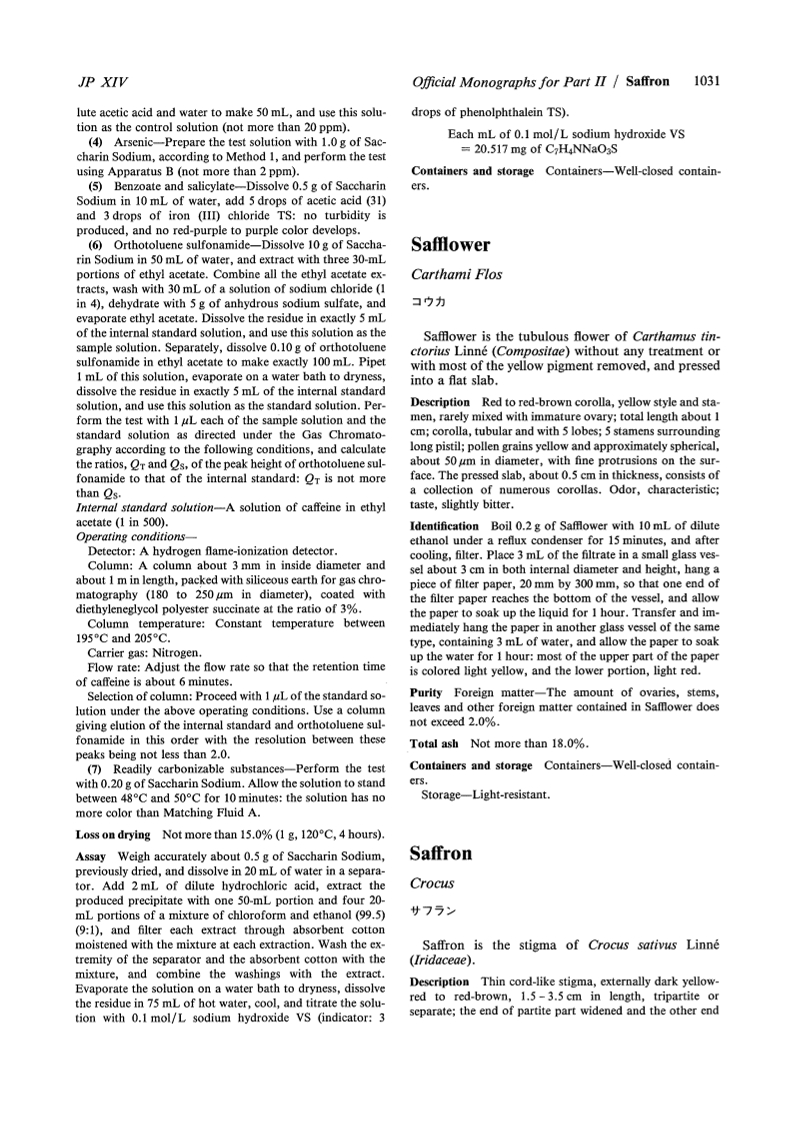 JP XIV
Official Monographs for Part II / Saffron 1031
lute acetic acid and water to make 50 mL, and use this solu-
tion as the control solution (not more than 20 ppm).
(4) Arsenic—Prepare the test solution with 1.0 g of Sac-
charin Sodium, according to Method 1, and perform the test
using Apparatus B (not more than 2 ppm).
(5) Benzoate and salicylate—Dissolve 0.5 g of Saccharin
Sodium in 10 mL of water, add 5 drops of acetic acid (31)
and 3 drops of iron (III) chloride TS: no turbidity is
produced, and no red-purple to purple color develops.
(6) Orthotoluene sulfonamide—Dissolve 10 g of Saccha-
rin Sodium in 50 mL of water, and extract with three 30-mL
portions of ethyl acetate. Combine all the ethyl acetate ex-
tracts, wash with 30 mL of a solution of sodium chloride (1
in 4), dehydrate with 5 g of anhydrous sodium sulfate, and
evaporate ethyl acetate. Dissolve the residue in exactly 5 mL
of the internal standard solution, and use this solution as the
sample solution. Separately, dissolve 0.10 g of orthotoluene
sulfonamide in ethyl acetate to make exactly 100 mL. Pipet
1 mL of this solution, evaporate on a water bath to dryness,
dissolve the residue in exactly 5 mL of the internal standard
solution, and use this solution as the standard solution. Per-
form the test with 1 μL each of the sample solution and the
standard solution as directed under the Gas Chromato-
graphy according to the following conditions, and calculate
the ratios, Q_T and Q_S, of the peak height of orthotoluene sul-
fonamide to that of the internal standard: Q_T is not more
than Q_S.
Internal standard solution—A solution of caffeine in ethyl
acetate (1 in 500).
Operating conditions—
Detector: A hydrogen flame-ionization detector.
Column: A column about 3 mm in inside diameter and
about 1 m in length, packed with siliceous earth for gas chro-
matography (180 to 250 μm in diameter), coated with
diethyleneglycol polyester succinate at the ratio of 3%.
Column temperature: Constant temperature between
195°C and 205°C.
Carrier gas: Nitrogen.
Flow rate: Adjust the flow rate so that the retention time
of caffeine is about 6 minutes.
Selection of column: Proceed with 1 μL of the standard so-
lution under the above operating conditions. Use a column
giving elution of the internal standard and orthotoluene sul-
fonamide in this order with the resolution between these
peaks being not less than 2.0.
(7) Readily carbonizable substances—Perform the test
with 0.20 g of Saccharin Sodium. Allow the solution to stand
between 48°C and 50°C for 10 minutes: the solution has no
more color than Matching Fluid A.
Loss on drying Not more than 15.0% (1 g, 120°C, 4 hours).
Assay Weigh accurately about 0.5 g of Saccharin Sodium,
previously dried, and dissolve in 20 mL of water in a separa-
tor. Add 2 mL of dilute hydrochloric acid, extract the
produced precipitate with one 50-mL portion and four 20-
mL portions of a mixture of chloroform and ethanol (99.5)
(9:1), and filter each extract through absorbent cotton
moistened with the mixture at each extraction. Wash the ex-
tremity of the separator and the absorbent cotton with the
mixture, and combine the washings with the extract.
Evaporate the solution on a water bath to dryness, dissolve
the residue in 75 mL of hot water, cool, and titrate the solu-
tion with 0.1 mol/L sodium hydroxide VS (indicator: 3
drops of phenolphthalein TS).
Each mL of 0.1 mol/L sodium hydroxide VS
= 20.517 mg of C₇H₄NNaO₃S
Containers and storage Containers—Well-closed contain-
ers.
Safflower
Carthami Flos
コウカ
Safflower is the tubulous flower of Carthamus tin-
ctorius Linné (Compositae) without any treatment or
with most of the yellow pigment removed, and pressed
into a flat slab.
Description Red to red-brown corolla, yellow style and sta-
men, rarely mixed with immature ovary; total length about 1
cm; corolla, tubular and with 5 lobes; 5 stamens surrounding
long pistil; pollen grains yellow and approximately spherical,
about 50 μm in diameter, with fine protrusions on the sur-
face. The pressed slab, about 0.5 cm in thickness, consists of
a collection of numerous corollas. Odor, characteristic;
taste, slightly bitter.
Identification Boil 0.2 g of Safflower with 10 mL of dilute
ethanol under a reflux condenser for 15 minutes, and after
cooling, filter. Place 3 mL of the filtrate in a small glass ves-
sel about 3 cm in both internal diameter and height, hang a
piece of filter paper, 20 mm by 300 mm, so that one end of
the filter paper reaches the bottom of the vessel, and allow
the paper to soak up the liquid for 1 hour. Transfer and im-
mediately hang the paper in another glass vessel of the same
type, containing 3 mL of water, and allow the paper to soak
up the water for 1 hour: most of the upper part of the paper
is colored light yellow, and the lower portion, light red.
Purity Foreign matter—The amount of ovaries, stems,
leaves and other foreign matter contained in Safflower does
not exceed 2.0%.
Total ash Not more than 18.0%.
Containers and storage Containers—Well-closed contain-
ers.
Storage—Light-resistant.
Saffron
Crocus
サフラン
Saffron is the stigma of Crocus sativus Linné
(Iridaceae).
Description Thin cord-like stigma, externally dark yellow-
red to red-brown, 1.5 – 3.5 cm in length, tripartite or
separate; the end of partite part widened and the other end